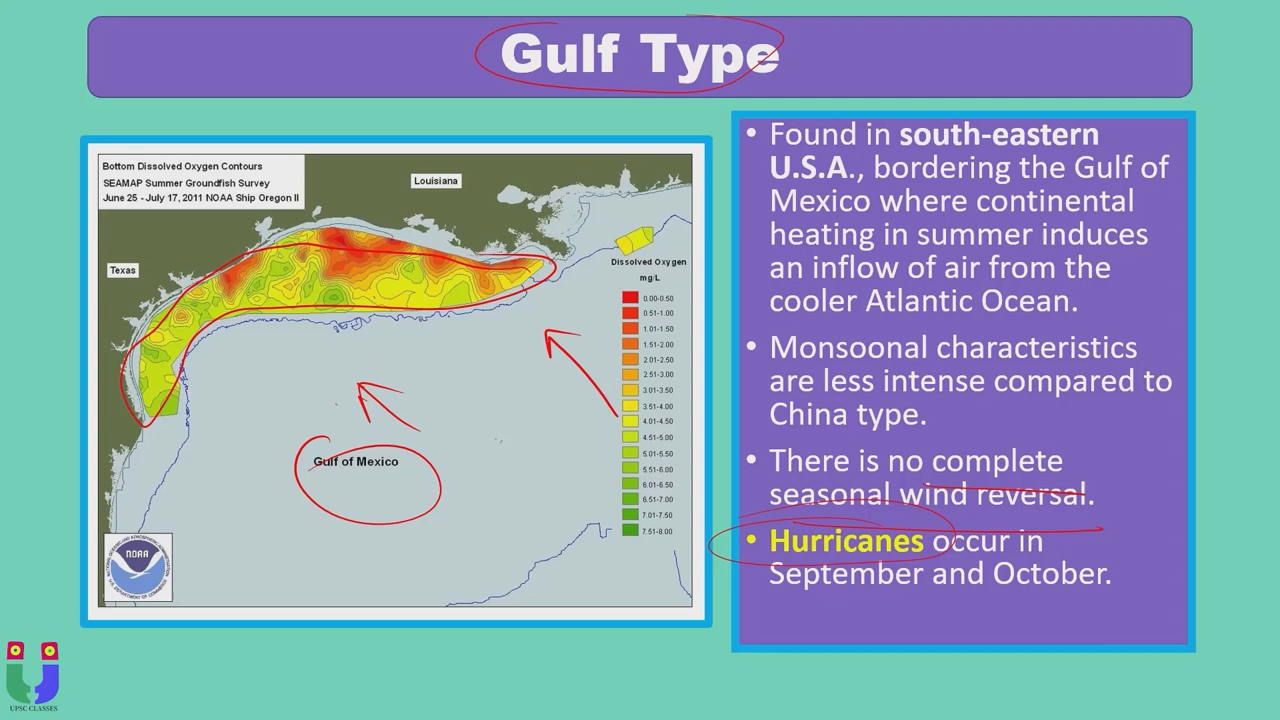 Gulf Type
Bottom Dissolved Oxygen Contours
SEAMAP Summer Groundfish Survey
June 25 - July 17, 2011 NOAA Ship Oregon II
Louisiana
Texas
Gulf of Mexico
Dissolved Oxygen
mg/L
0.00-0.50
0.51-1.00
1.01-1.50
1.51-2.00
2.01-2.50
2.51-3.00
3.01-3.50
3.51-4.00
4.01-4.50
4.51-5.00
5.01-5.50
5.51-6.00
6.01-6.50
6.51-7.00
7.01-7.50
7.51-8.00
NOAA
• Found in south-eastern
U.S.A., bordering the Gulf of
Mexico where continental
heating in summer induces
an inflow of air from the
cooler Atlantic Ocean.
• Monsoonal characteristics
are less intense compared to
China type.
• There is no complete
seasonal wind reversal.
• Hurricanes occur in
September and October.
UPSC CLASSES